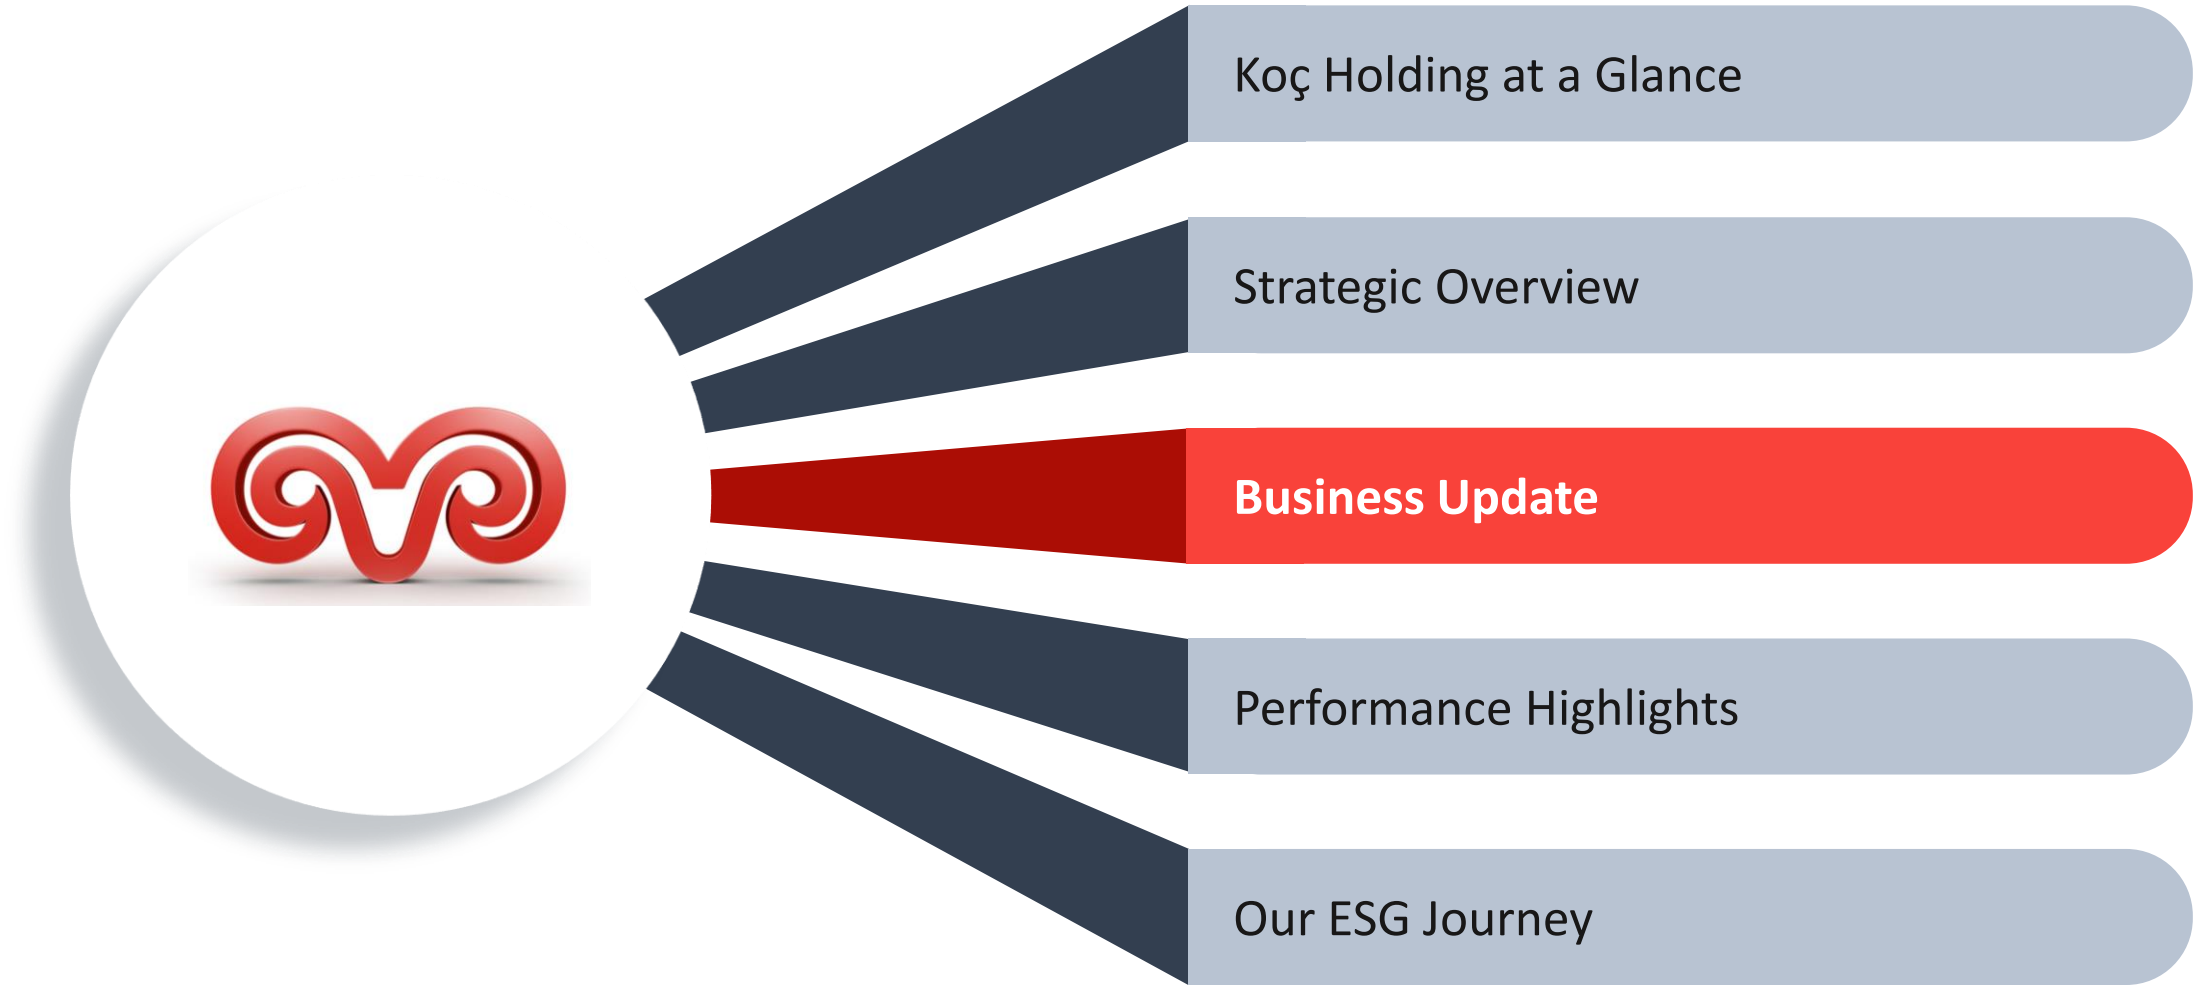 Koç Holding at a Glance
Strategic Overview
Business Update
Performance Highlights
Our ESG Journey